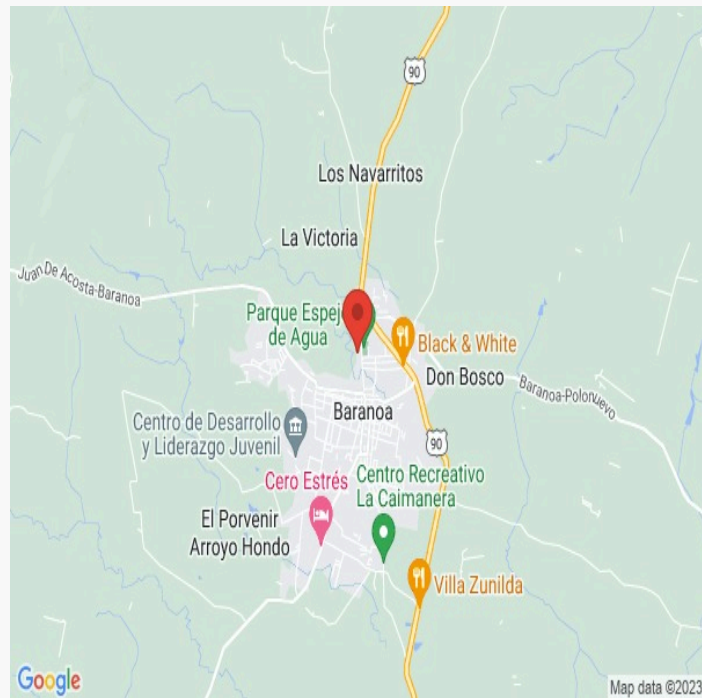 90
Los Navarritos
La Victoria
Juan De Acosta-Baranoa
Parque Espej
de Agua
Black & White
Don Bosco
Baranoa-Polonuevo
Baranoa
Centro de Desarrollo
y Liderazgo Juvenil
90
Centro Recreativo
La Caimanera
Cero Estrés
El Porvenir
Arroyo Hondo
Villa Zunilda
Google
Map data ©2023